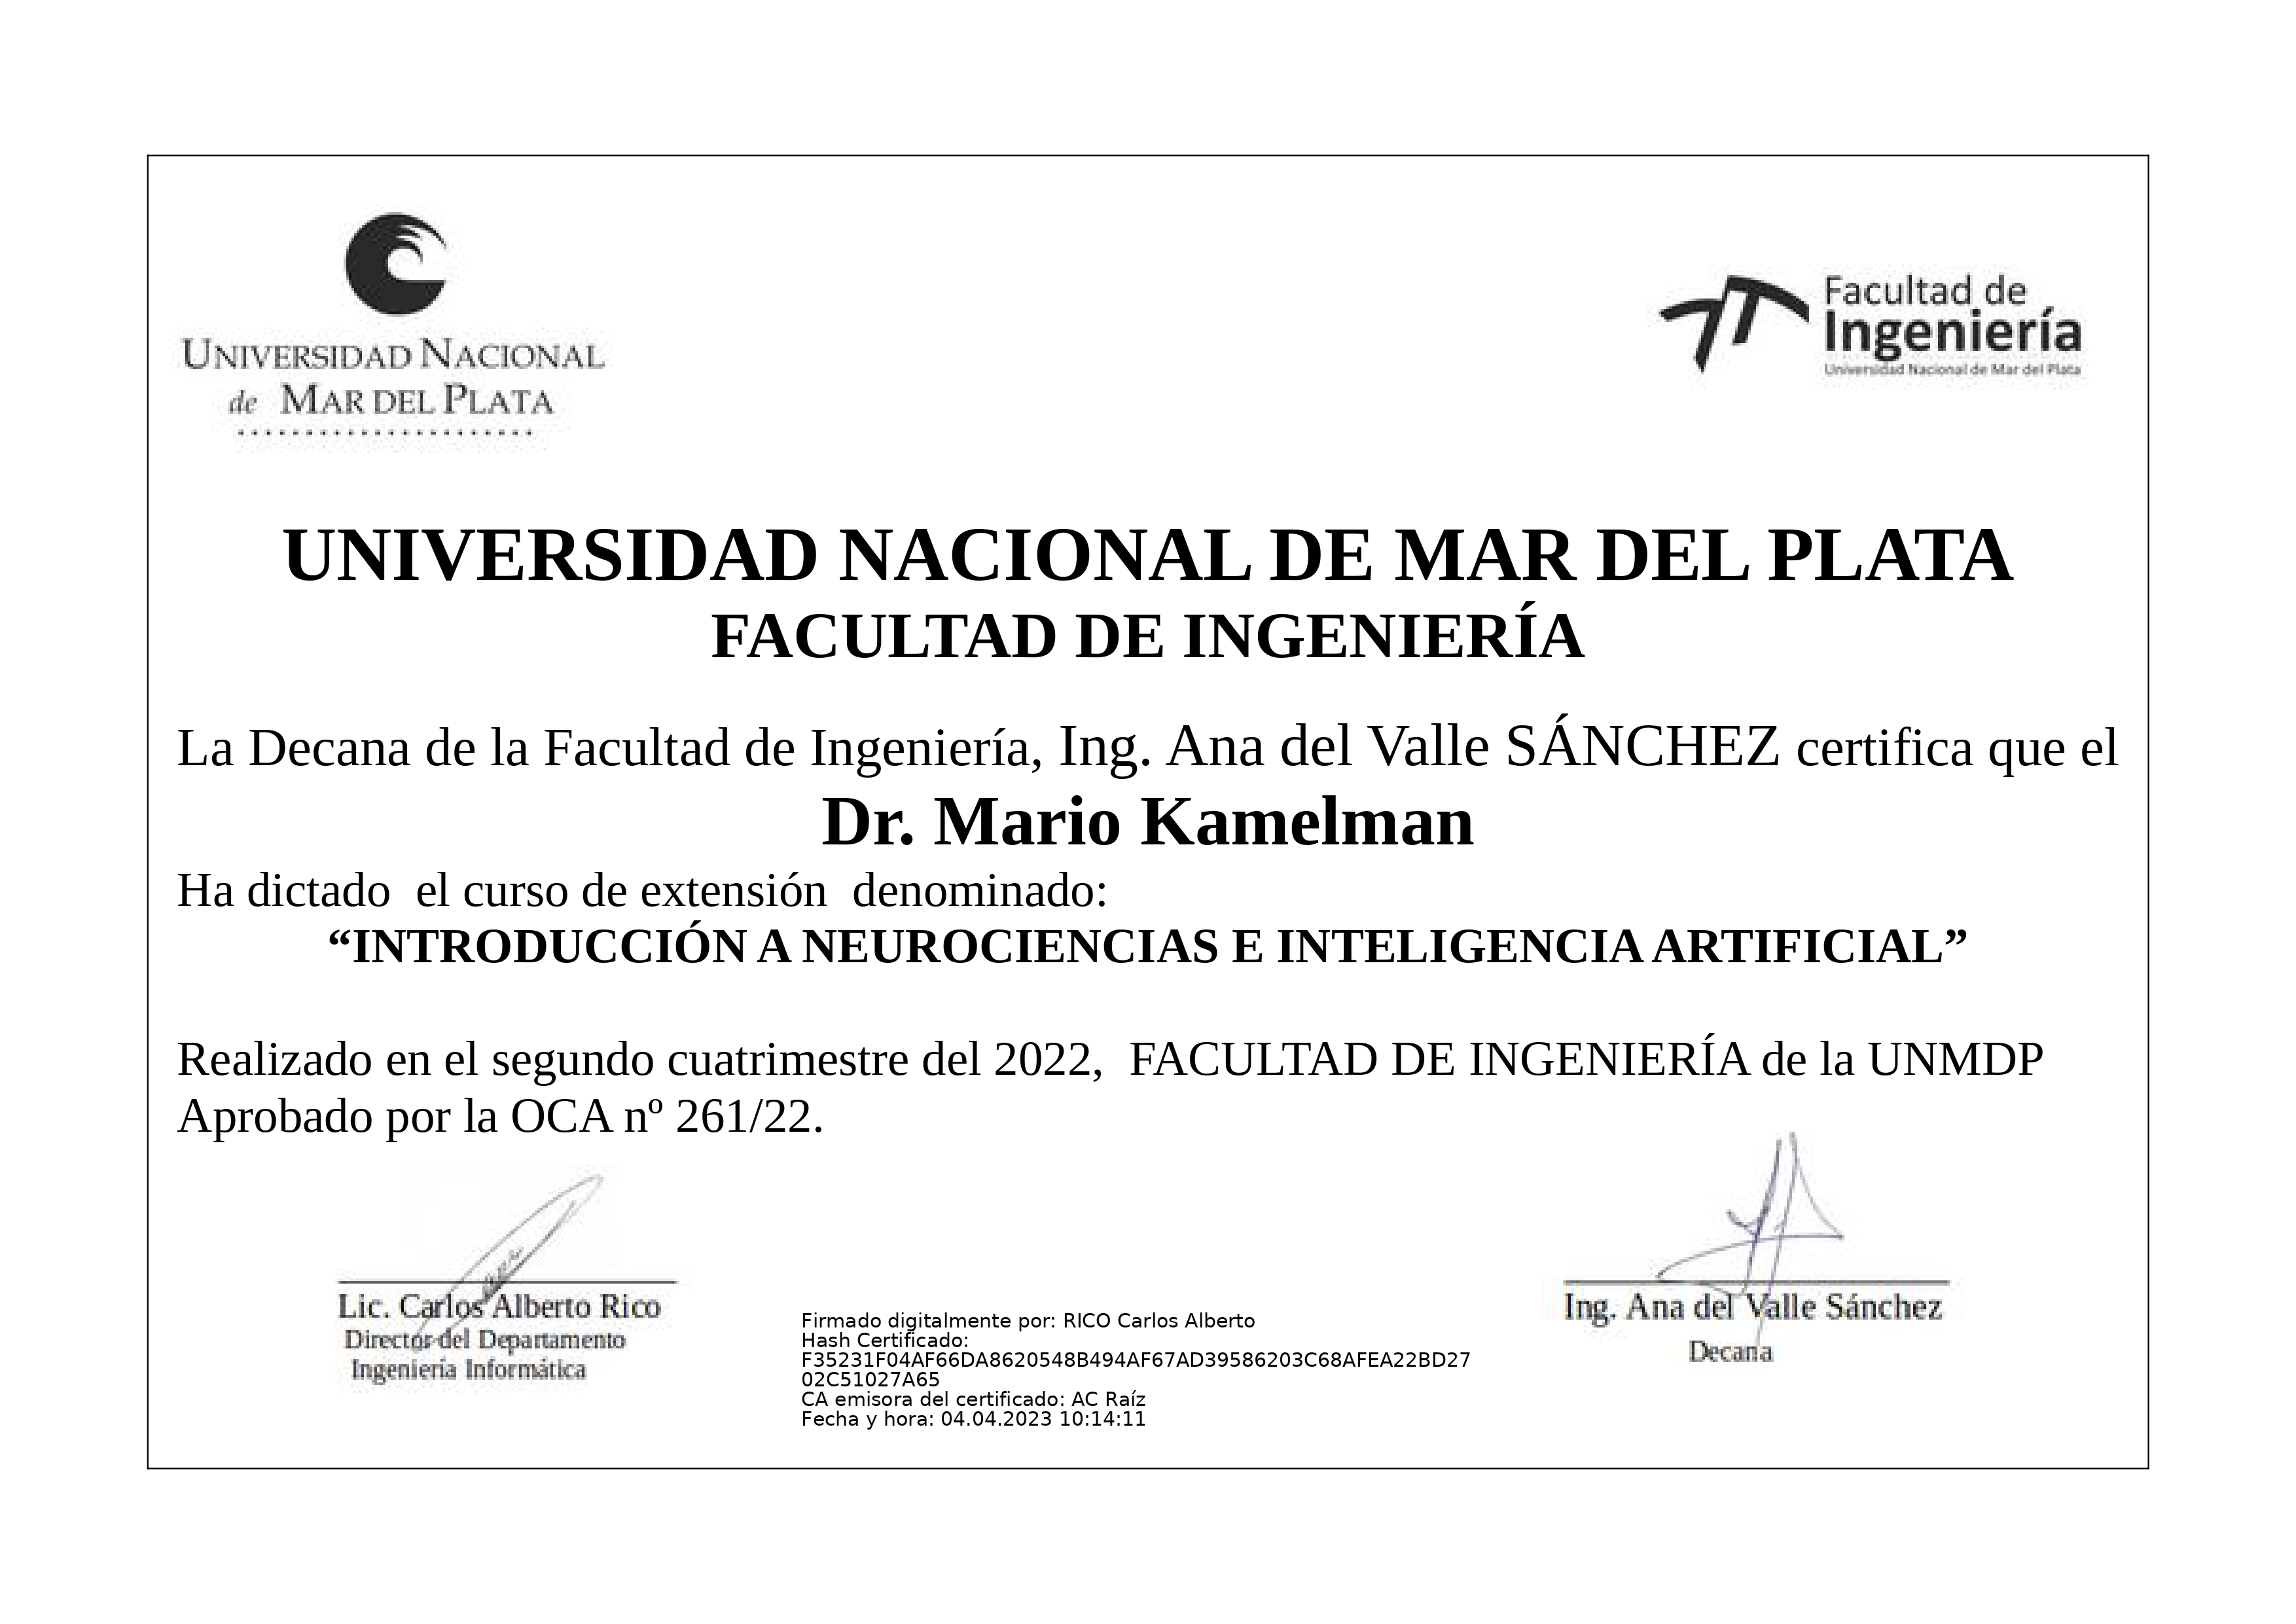 UNIVERSIDAD NACIONAL
de MAR DEL PLATA
Facultad de
Ingeniería
Universidad Nacional de Mar del Plata
UNIVERSIDAD NACIONAL DE MAR DEL PLATA
FACULTAD DE INGENIERÍA
La Decana de la Facultad de Ingeniería, Ing. Ana del Valle SÁNCHEZ certifica que el
Dr. Mario Kamelman
Ha dictado  el curso de extensión  denominado:
“INTRODUCCIÓN A NEUROCIENCIAS E INTELIGENCIA ARTIFICIAL”
Realizado en el segundo cuatrimestre del 2022,  FACULTAD DE INGENIERÍA de la UNMDP
Aprobado por la OCA nº 261/22.
Lic. Carlos Alberto Rico
Director del Departamento
Ingeniería Informática
Firmado digitalmente por: RICO Carlos Alberto
Hash Certificado:
F35231F04AF66DA8620548B494AF67AD39586203C68AFEA22BD27
02C51027A65
CA emisora del certificado: AC Raíz
Fecha y hora: 04.04.2023 10:14:11
Ing. Ana del Valle Sánchez
Decana